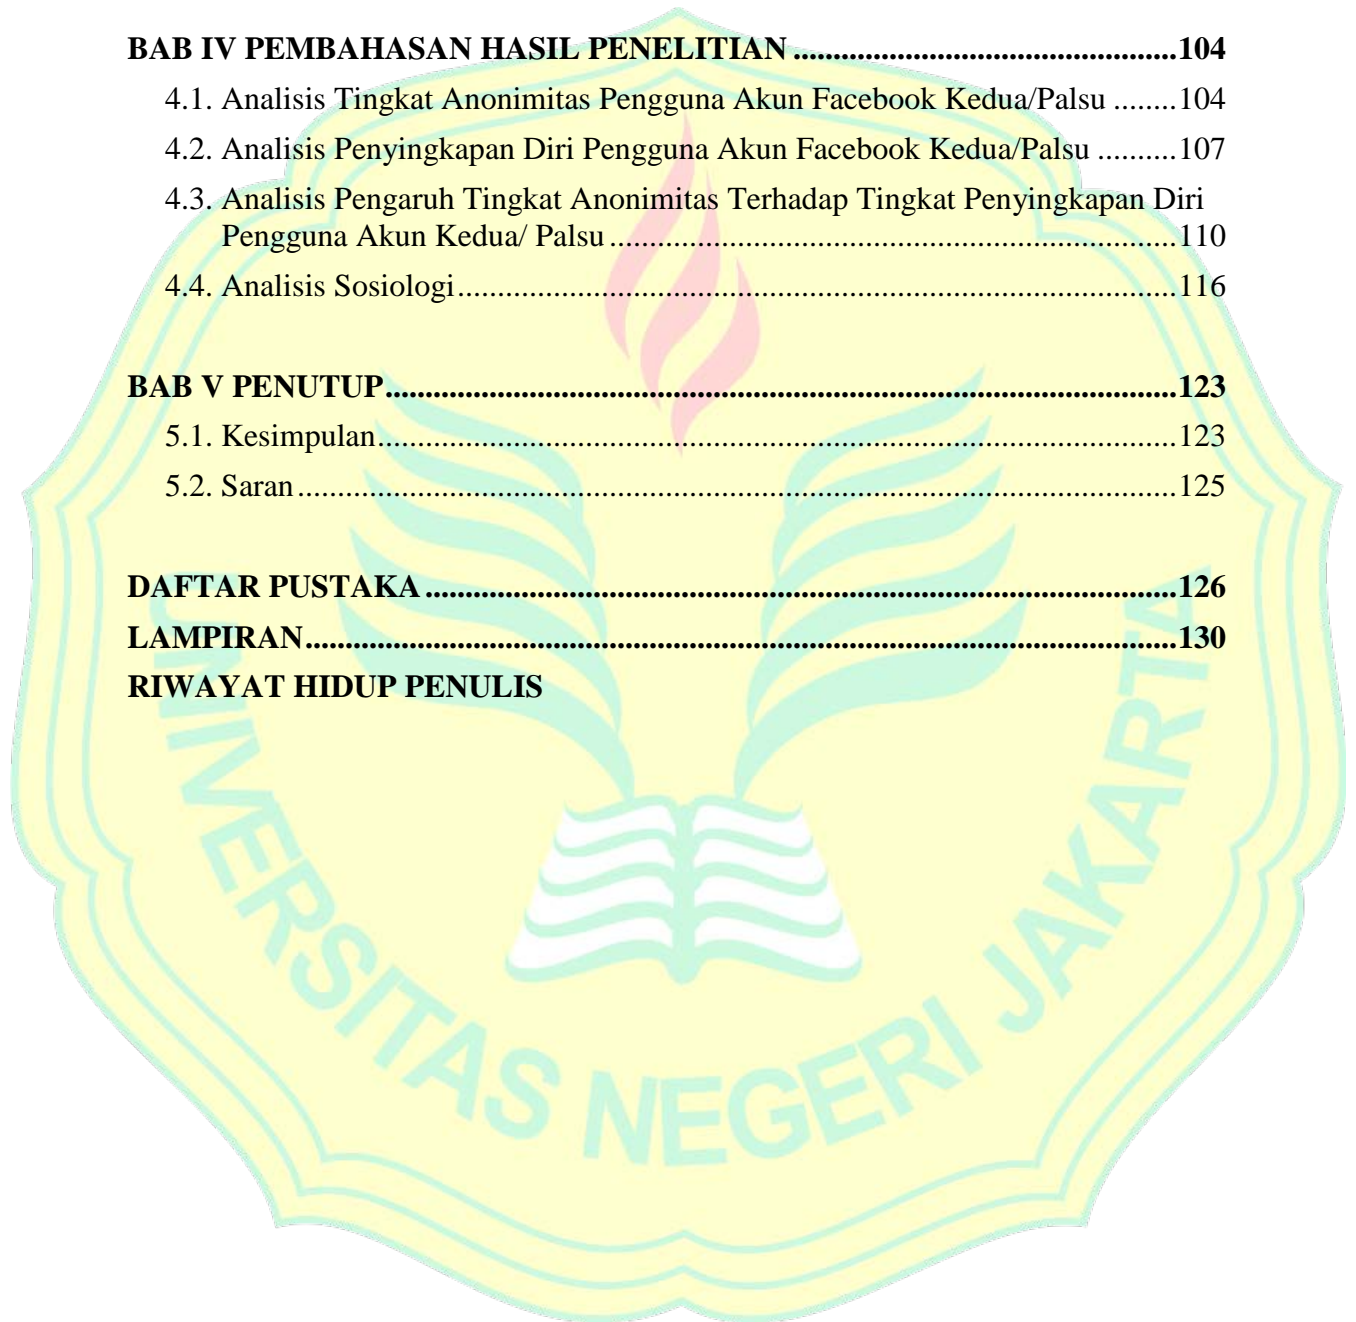 BAB IV PEMBAHASAN HASIL PENELITIAN ............................................104
4.1. Analisis Tingkat Anonimitas Pengguna Akun Facebook Kedua/Palsu ........104
4.2. Analisis Penyingkapan Diri Pengguna Akun Facebook Kedua/Palsu ..........107
4.3. Analisis Pengaruh Tingkat Anonimitas Terhadap Tingkat Penyingkapan Diri
Pengguna Akun Kedua/ Palsu ......................................................................110
4.4. Analisis Sosiologi...............................................................................................116
BAB V PENUTUP.............................................................................................123
5.1. Kesimpulan.........................................................................................................123
5.2. Saran...................................................................................................................125
DAFTAR PUSTAKA ........................................................................................126
LAMPIRAN......................................................................................................130
RIWAYAT HIDUP PENULIS
UNIVERSITAS NEGERI JAKARTA